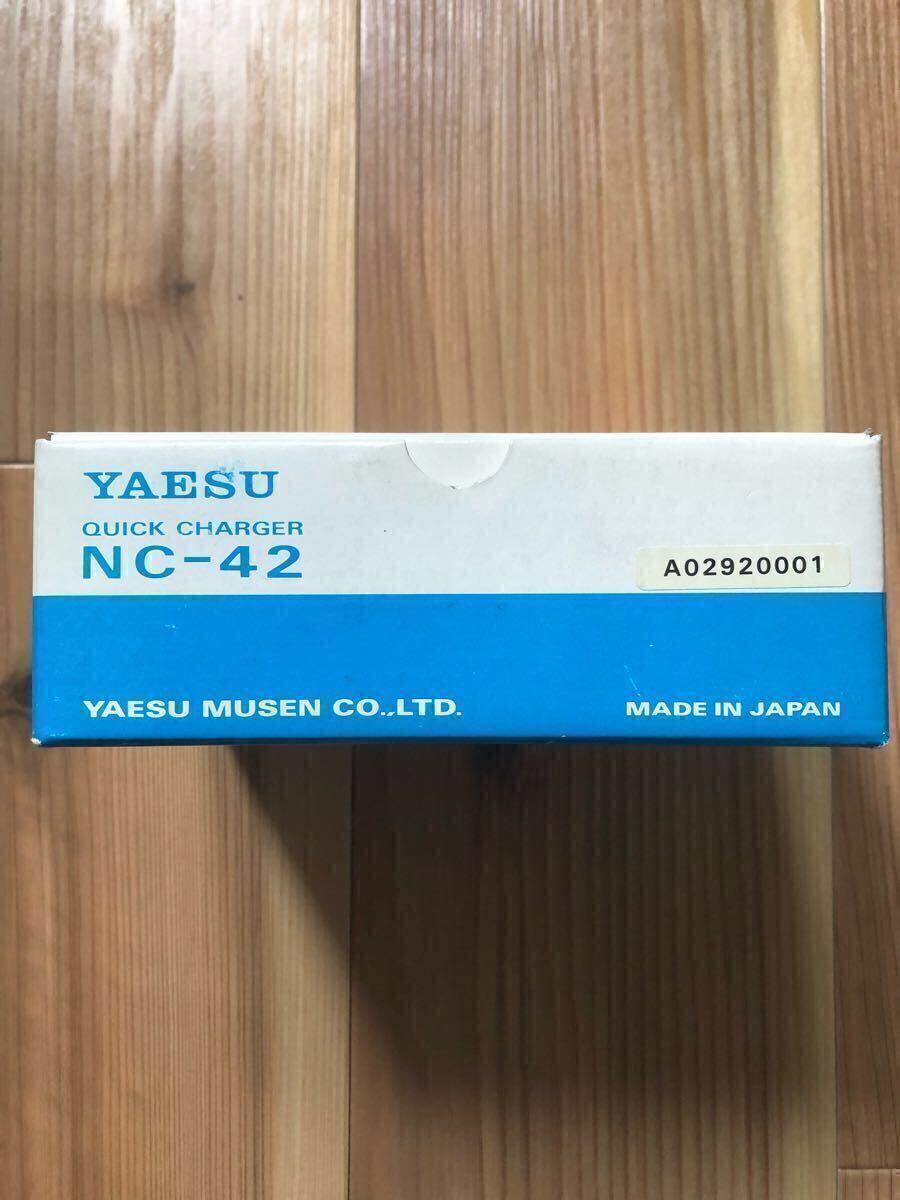 YAESU
QUICK CHARGER
NC-42
A02920001
YAESU MUSEN CO.,LTD.
MADE IN JAPAN